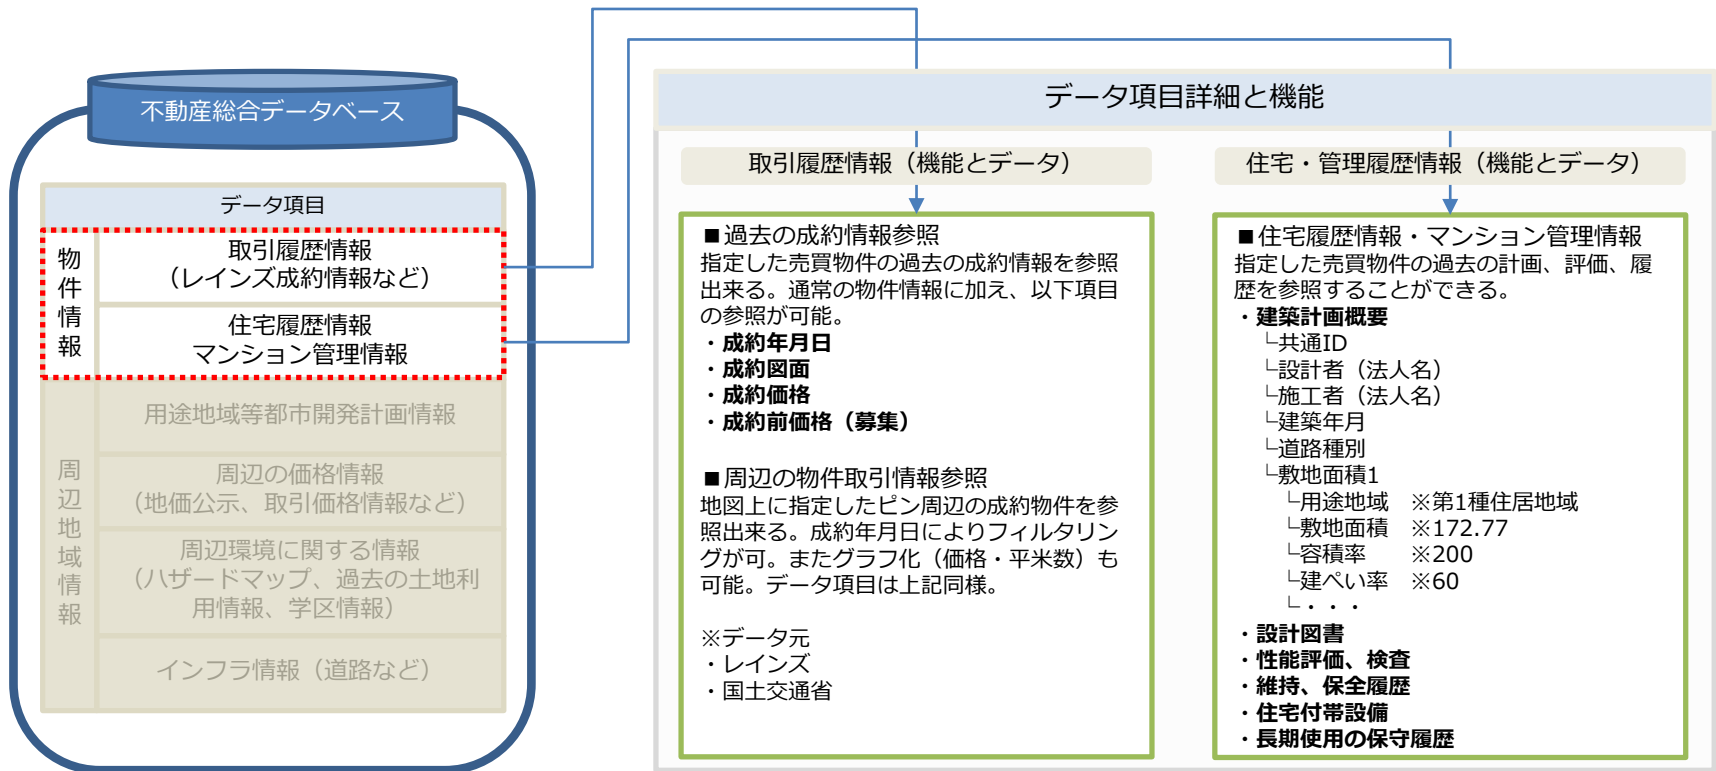 不動産総合データベース
データ項目
物件情報
取引履歴情報
（レインズ成約情報など）
住宅履歴情報
マンション管理情報
周辺地域情報
用途地域等都市開発計画情報
周辺の価格情報
（地価公示、取引価格情報など）
周辺環境に関する情報
（ハザードマップ、過去の土地利
用情報、学区情報）
インフラ情報（道路など）
データ項目詳細と機能
取引履歴情報（機能とデータ）
■過去の成約情報参照
指定した売買物件の過去の成約情報を参照
出来る。通常の物件情報に加え、以下項目
の参照が可能。
・成約年月日
・成約図面
・成約価格
・成約前価格（募集）
■周辺の物件取引情報参照
地図上に指定したピン周辺の成約物件を参
照出来る。成約年月日によりフィルタリン
グが可。またグラフ化（価格・平米数）も
可能。データ項目は上記同様。
※データ元
・レインズ
・国土交通省
住宅・管理履歴情報（機能とデータ）
■住宅履歴情報・マンション管理情報
指定した売買物件の過去の計画、評価、履
歴を参照することができる。
・建築計画概要
└共通ID
└設計者（法人名）
└施工者（法人名）
└建築年月
└道路種別
└敷地面積1
└用途地域　※第1種住居地域
└敷地面積　※172.77
└容積率　　※200
└建ぺい率　※60
└・・・
・設計図書
・性能評価、検査
・維持、保全履歴
・住宅付帯設備
・長期使用の保守履歴